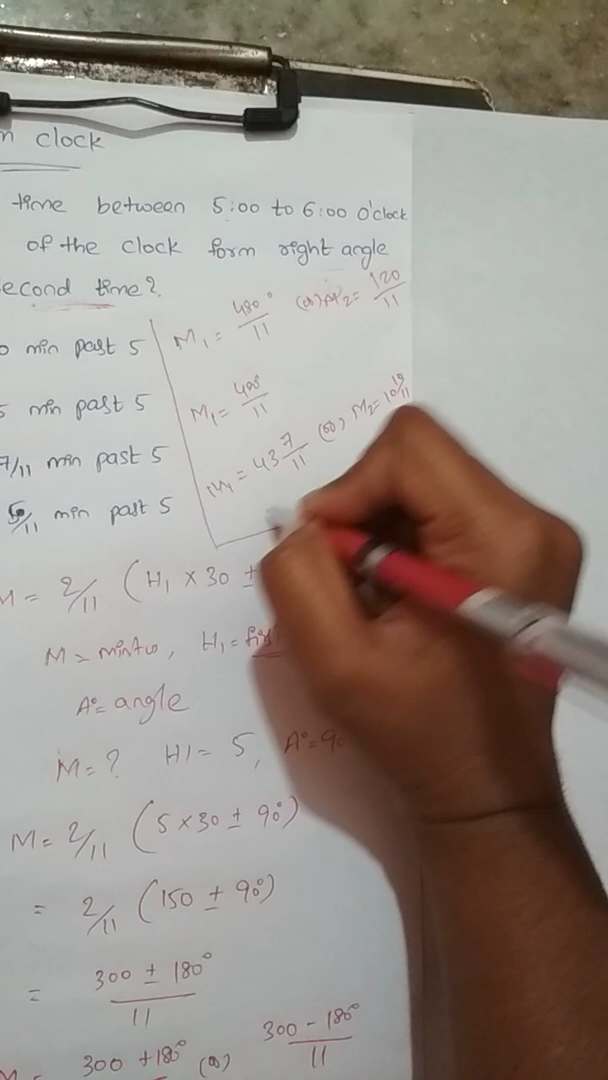 n clock
time between 5:00 to 6:00 O'clock
of the clock form right angle
econd time?
min past 5
min past 5
7/11 min past 5
/11 min past 5
M₁ = 480°/11 (or) M₂ = 120/11
M₁ = 480/11
M₁ = 43 7/11 (or) M₂ = 10 10/11
M = 2/11 (H₁ × 30 ±
M = , H₁ =
A° = angle
M = ? H1 = 5, A° = 90
M = 2/11 (5 × 30 ± 90°)
= 2/11 (150 ± 90°)
= 300 ± 180° / 11
300 + 180° (or) 300 - 180° / 11